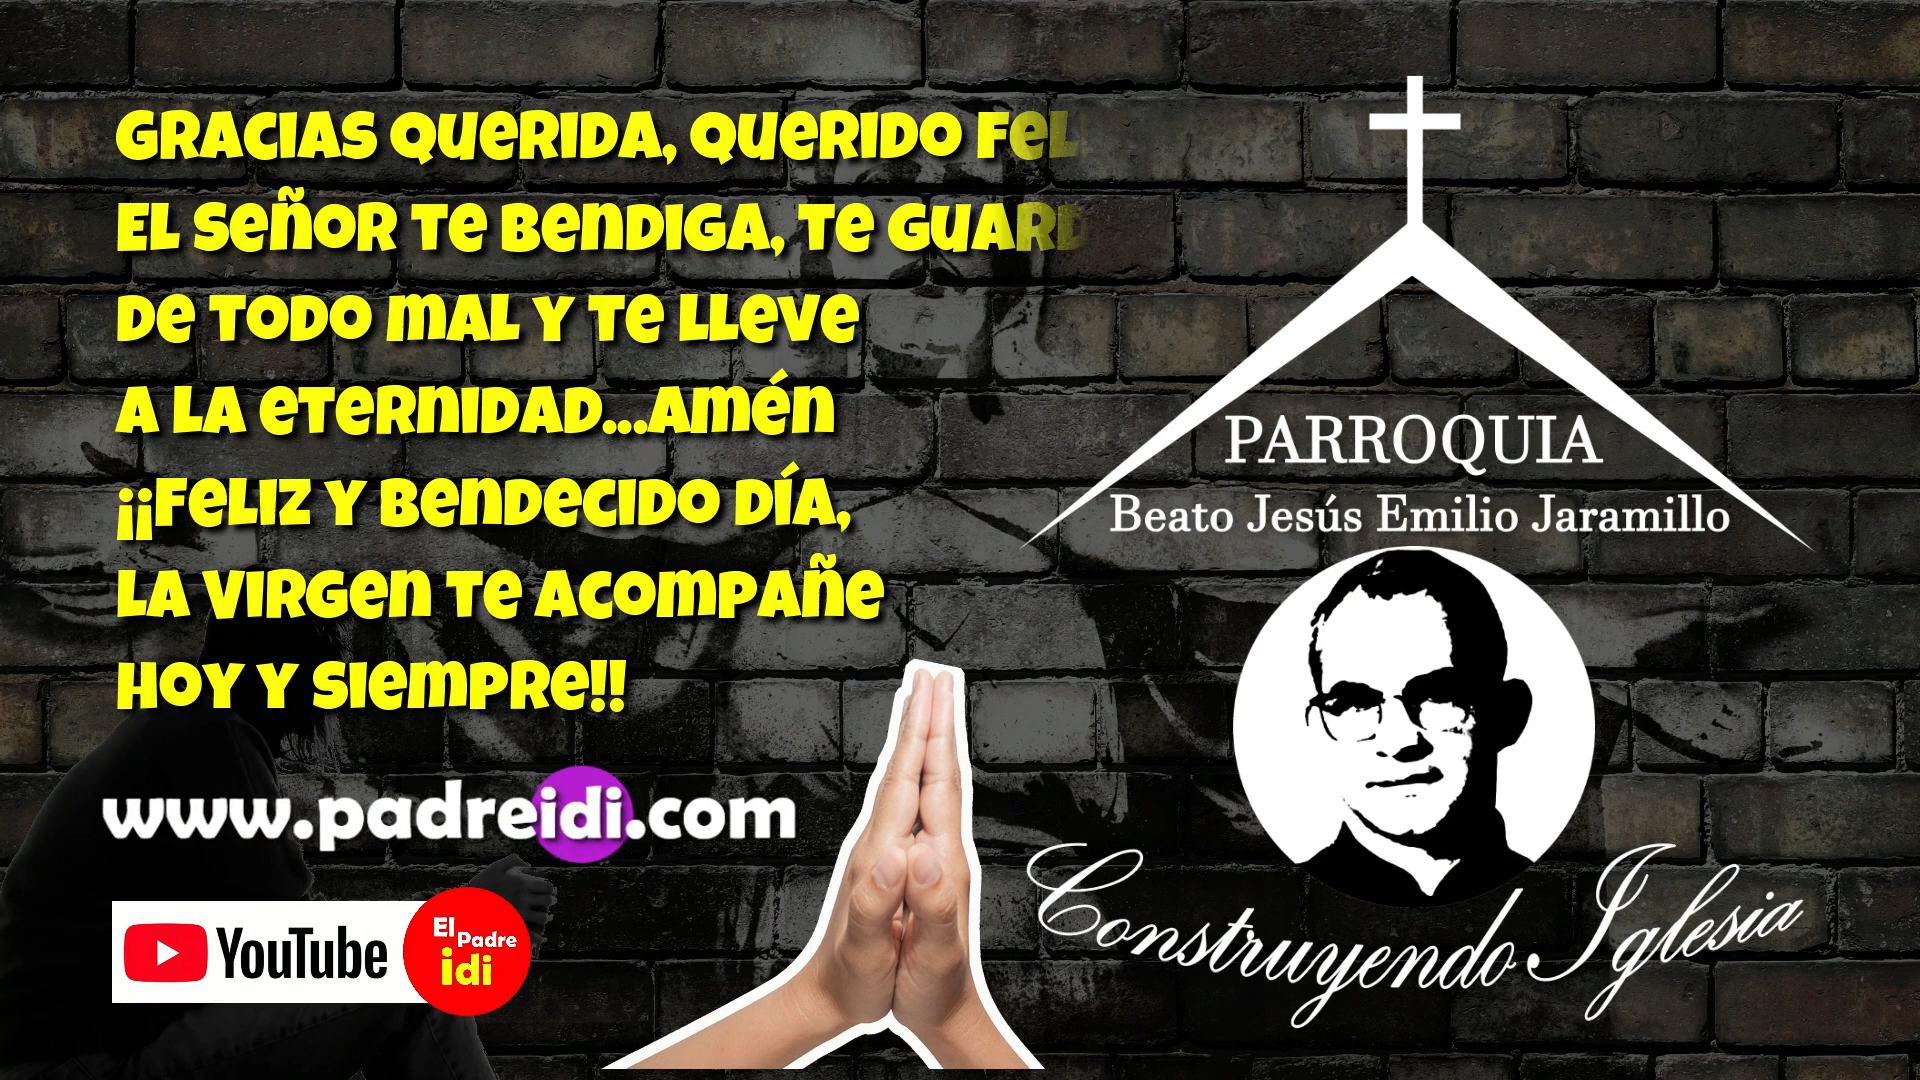 GRACIAS QUERIDA, QUERIDO FEL
EL SEÑOR TE BENDIGA, TE GUARD
DE TODO MAL Y TE LLEVE
A LA ETERNIDAD...AMÉN
¡¡FELIZ Y BENDECIDO DÍA,
LA VIRGEN TE ACOMPAÑE
HOY Y SIEMPRE!!
www.padreidi.com
YouTube
El Padre
idi
PARROQUIA
Beato Jesús Emilio Jaramillo
Construyendo Iglesia